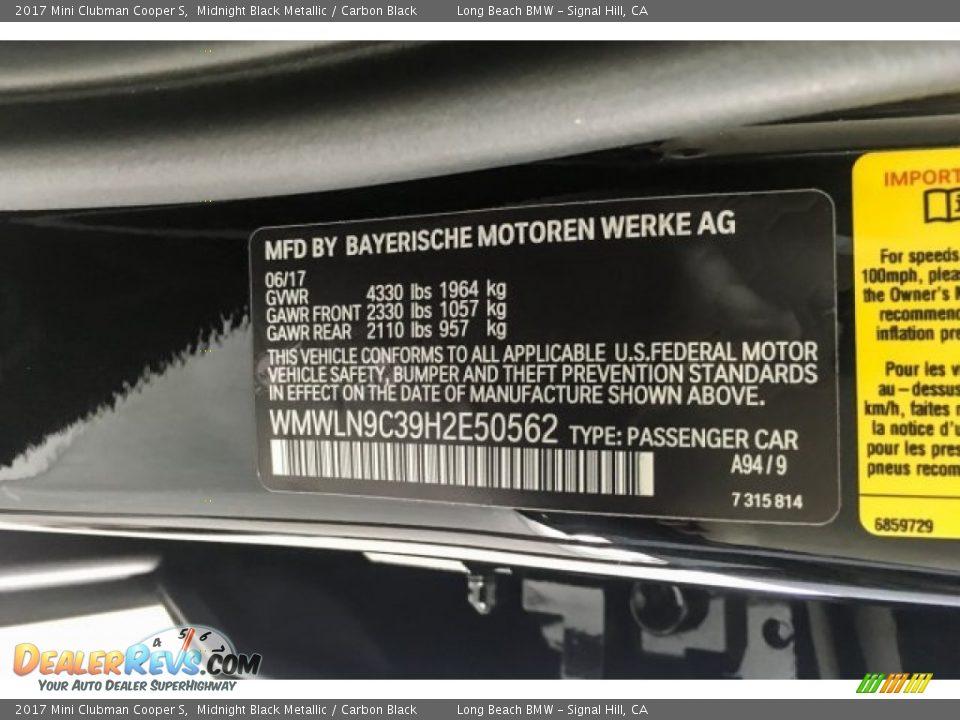 2017 Mini Clubman Cooper S, Midnight Black Metallic / Carbon Black Long Beach BMW - Signal Hill, CA
MFD BY BAYERISCHE MOTOREN WERKE AG
06/17
GVWR 4330 lbs 1964 kg
GAWR FRONT 2330 lbs 1057 kg
GAWR REAR 2110 lbs 957 kg
THIS VEHICLE CONFORMS TO ALL APPLICABLE U.S.FEDERAL MOTOR
VEHICLE SAFETY, BUMPER AND THEFT PREVENTION STANDARDS
IN EFFECT ON THE DATE OF MANUFACTURE SHOWN ABOVE.
WMWLN9C39H2E50562 TYPE: PASSENGER CAR
A94/9
7 315 814
IMPORT
For speeds
100mph, plea
the Owner's
recommend
inflation pre
Pour les v
au-dessus
km/h, faites
la notice d'u
pour les pres
pneus recom
6859729
4 5 6
DEALERREVS.COM
YOUR AUTO DEALER SUPERHIGHWAY
2017 Mini Clubman Cooper S, Midnight Black Metallic / Carbon Black Long Beach BMW - Signal Hill, CA